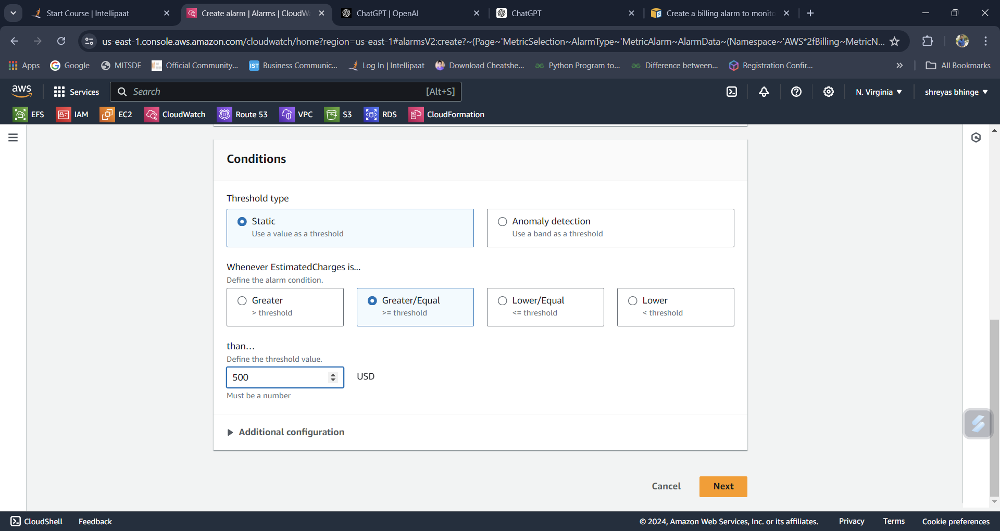 Start Course | Intellipaat
Create alarm | Alarms | CloudW
ChatGPT | OpenAI
ChatGPT
Create a billing alarm to monito
us-east-1.console.aws.amazon.com/cloudwatch/home?region=us-east-1#alarmsV2:create?~(Page~'MetricSelection~AlarmType~'MetricAlarm~AlarmData~(Namespace~'AWS*2fBilling~MetricN...
Apps
Google
MITSDE
Official Community...
IST
Business Communic...
Log In | Intellipaat
Download Cheatshe...
Python Program to...
Difference between...
Registration Confir...
All Bookmarks
aws
Services
Search
[Alt+S]
N. Virginia
shreyas bhinge
EFS
IAM
EC2
CloudWatch
Route 53
VPC
S3
RDS
CloudFormation
Conditions
Threshold type
Static
Use a value as a threshold
Anomaly detection
Use a band as a threshold
Whenever EstimatedCharges is...
Define the alarm condition.
Greater
> threshold
Greater/Equal
>= threshold
Lower/Equal
<= threshold
Lower
< threshold
than...
Define the threshold value.
500
USD
Must be a number
Additional configuration
Cancel
Next
CloudShell
Feedback
© 2024, Amazon Web Services, Inc. or its affiliates.
Privacy
Terms
Cookie preferences